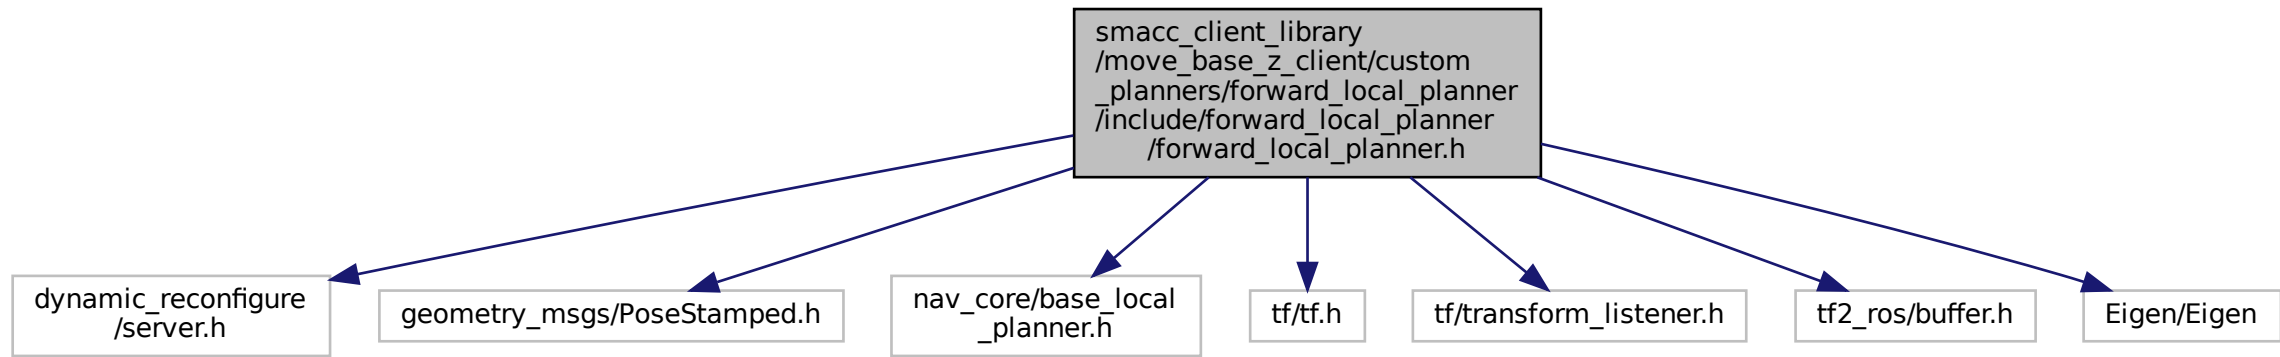 smacc_client_library
/move_base_z_client/custom
_planners/forward_local_planner
/include/forward_local_planner
/forward_local_planner.h
dynamic_reconfigure
/server.h
geometry_msgs/PoseStamped.h
nav_core/base_local
_planner.h
tf/tf.h
tf/transform_listener.h
tf2_ros/buffer.h
Eigen/Eigen